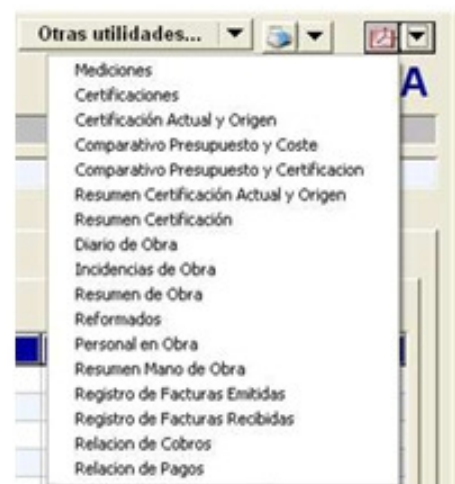 Otras utilidades...
A
Mediciones
Certificaciones
Certificación Actual y Origen
Comparativo Presupuesto y Coste
Comparativo Presupuesto y Certificacion
Resumen Certificación Actual y Origen
Resumen Certificación
Diario de Obra
Incidencias de Obra
Resumen de Obra
Reformados
Personal en Obra
Resumen Mano de Obra
Registro de Facturas Emitidas
Registro de Facturas Recibidas
Relacion de Cobros
Relacion de Pagos